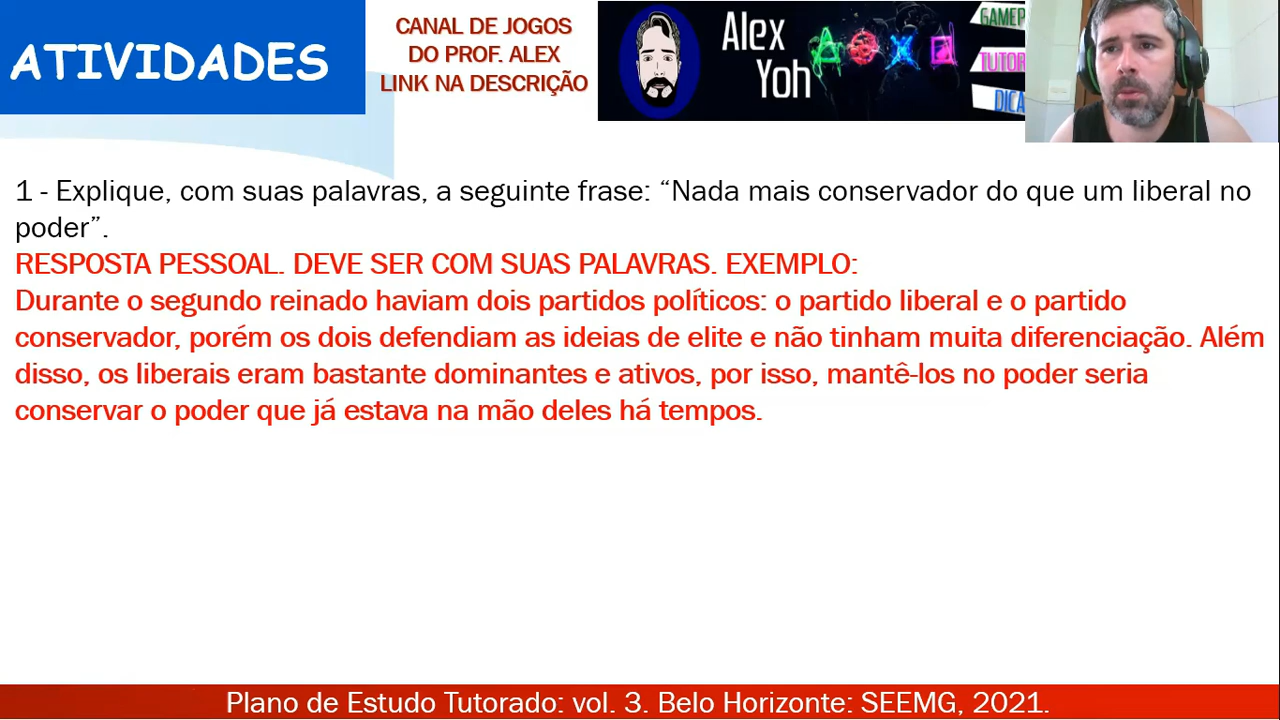 ATIVIDADES
CANAL DE JOGOS
DO PROF. ALEX
LINK NA DESCRIÇÃO
Alex
Yoh
GAMEP
TUTOR
DICA
1 - Explique, com suas palavras, a seguinte frase: “Nada mais conservador do que um liberal no
poder”.
RESPOSTA PESSOAL. DEVE SER COM SUAS PALAVRAS. EXEMPLO:
Durante o segundo reinado haviam dois partidos políticos: o partido liberal e o partido
conservador, porém os dois defendiam as ideias de elite e não tinham muita diferenciação. Além
disso, os liberais eram bastante dominantes e ativos, por isso, mantê-los no poder seria
conservar o poder que já estava na mão deles há tempos.
Plano de Estudo Tutorado: vol. 3. Belo Horizonte: SEEMG, 2021.